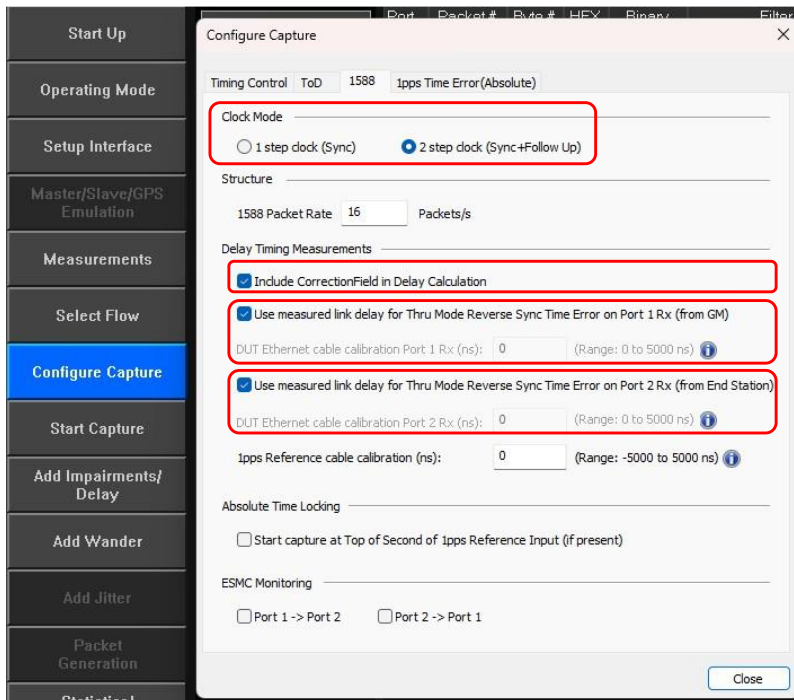 Port Packet # Byte # HEX Binary Filter
Start Up
Operating Mode
Setup Interface
Master/Slave/GPS
Emulation
Measurements
Select Flow
Configure Capture
Start Capture
Add Impairments/
Delay
Add Wander
Add Jitter
Packet
Generation
Statistical
Configure Capture
Timing Control ToD 1588 1pps Time Error(Absolute)
Clock Mode
1 step clock (Sync) 2 step clock (Sync+Follow Up)
Structure
1588 Packet Rate 16 Packets/s
Delay Timing Measurements
Include CorrectionField in Delay Calculation
Use measured link delay for Thru Mode Reverse Sync Time Error on Port 1 Rx (from GM)
DUT Ethernet cable calibration Port 1 Rx (ns): 0 (Range: 0 to 5000 ns)
Use measured link delay for Thru Mode Reverse Sync Time Error on Port 2 Rx (from End Station)
DUT Ethernet cable calibration Port 2 Rx (ns): 0 (Range: 0 to 5000 ns)
1pps Reference cable calibration (ns): 0 (Range: -5000 to 5000 ns)
Absolute Time Locking
Start capture at Top of Second of 1pps Reference Input (if present)
ESMC Monitoring
Port 1 -> Port 2 Port 2 -> Port 1
Close